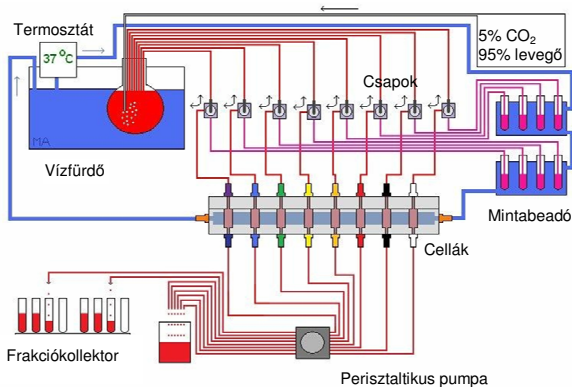 Termosztát
37 °C
5% CO₂
95% levegő
Csapok
MA
Vízfürdő
Mintabeadó
Cellák
Frakciókollektor
Perisztaltikus pumpa